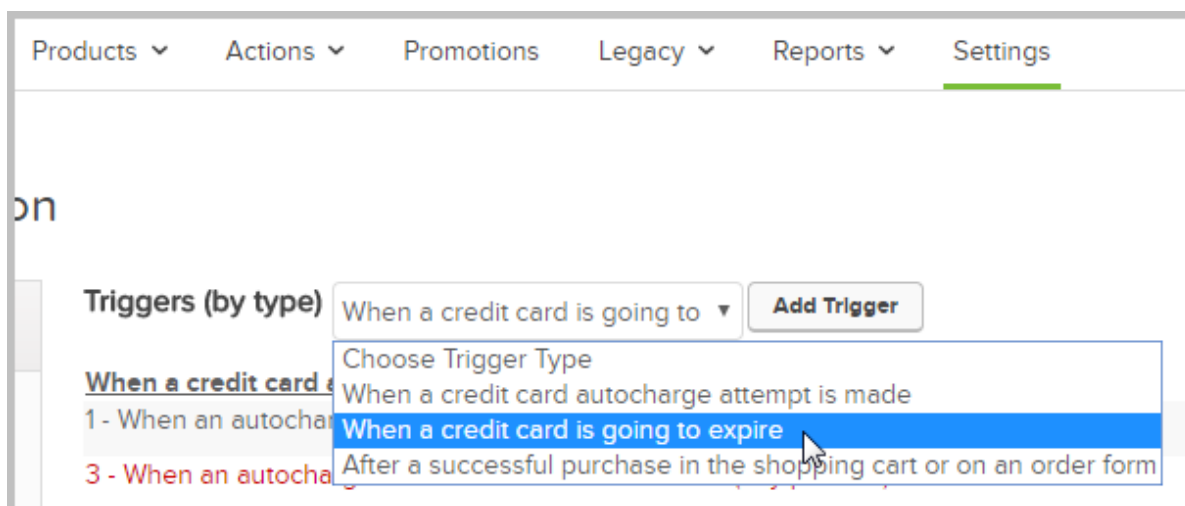 Products Actions Promotions Legacy Reports Settings
on
Triggers (by type) When a credit card is going to Add Trigger
Choose Trigger Type
When a credit card a
When a credit card autocharge attempt is made
1 - When an autochar
When a credit card is going to expire
After a successful purchase in the shopping cart or on an order form
3 - When an autocha